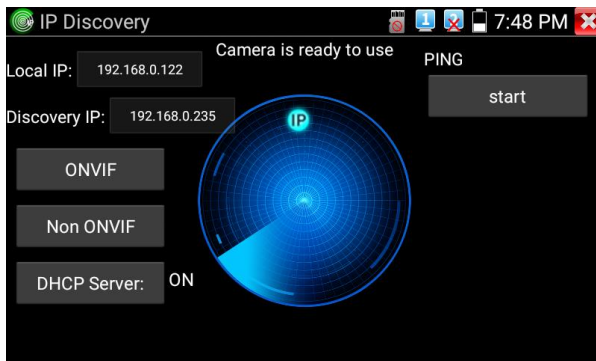 IP Discovery
1
7:48 PM
Camera is ready to use
PING
Local IP: 192.168.0.122
start
Discovery IP: 192.168.0.235
IP
ONVIF
Non ONVIF
DHCP Server: ON